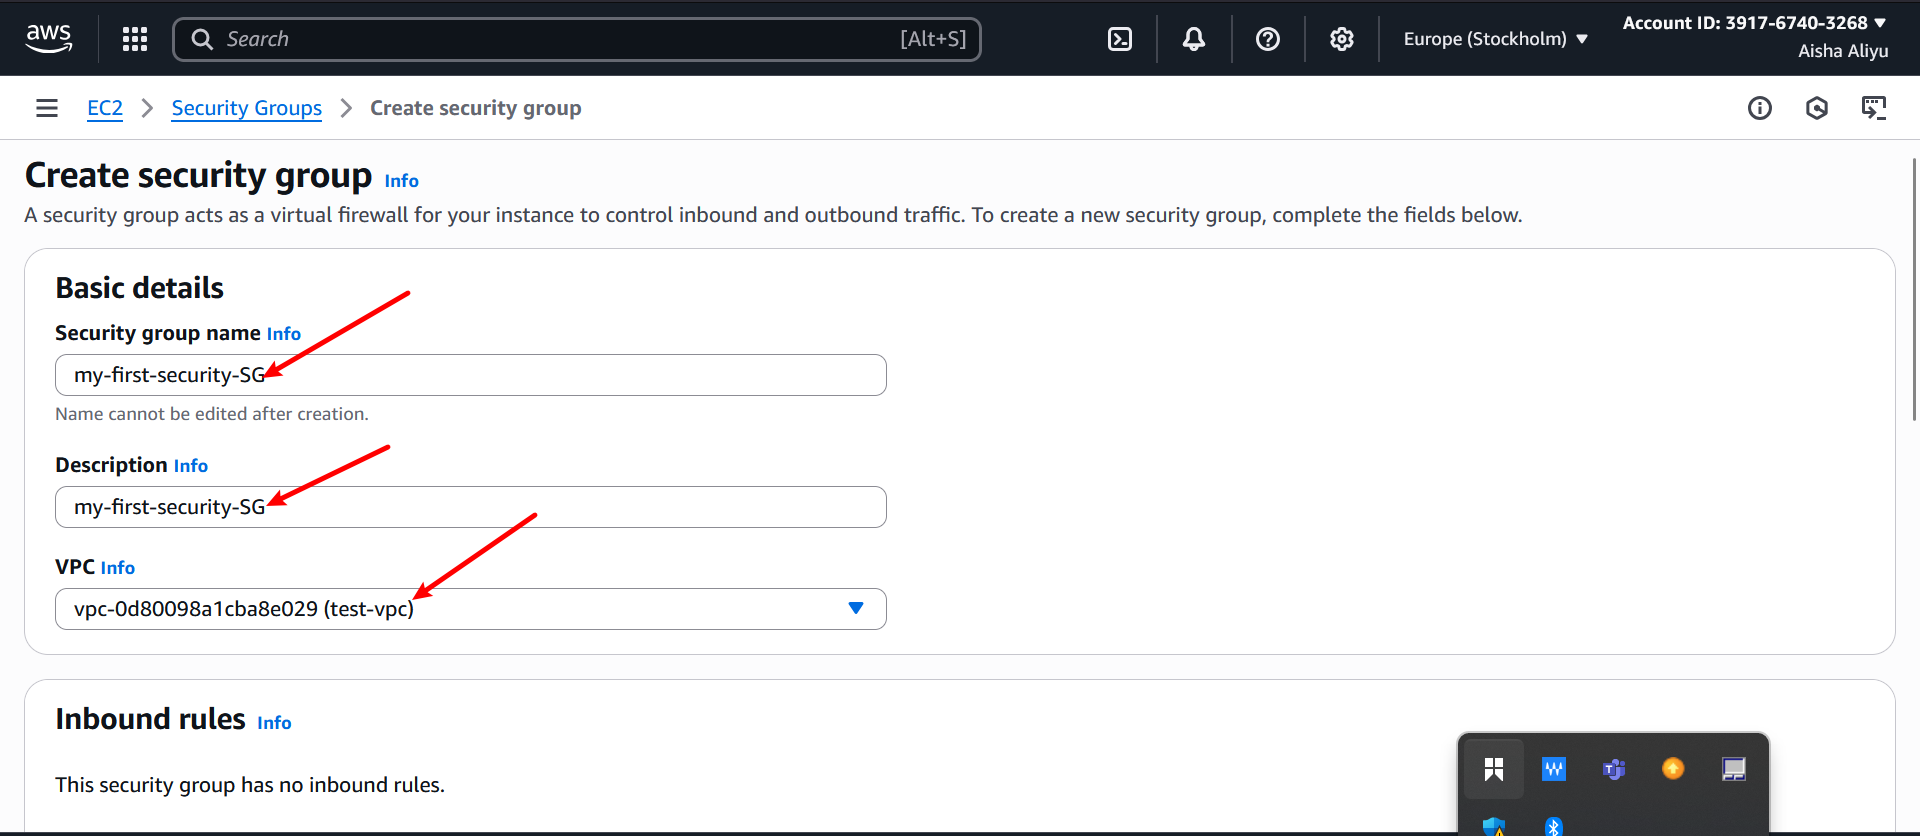 aws
Search [Alt+S]
Europe (Stockholm)
Account ID: 3917-6740-3268
Aisha Aliyu
EC2 > Security Groups > Create security group
Create security group Info
A security group acts as a virtual firewall for your instance to control inbound and outbound traffic. To create a new security group, complete the fields below.
Basic details
Security group name Info
my-first-security-SG
Name cannot be edited after creation.
Description Info
my-first-security-SG
VPC Info
vpc-0d80098a1cba8e029 (test-vpc)
Inbound rules Info
This security group has no inbound rules.